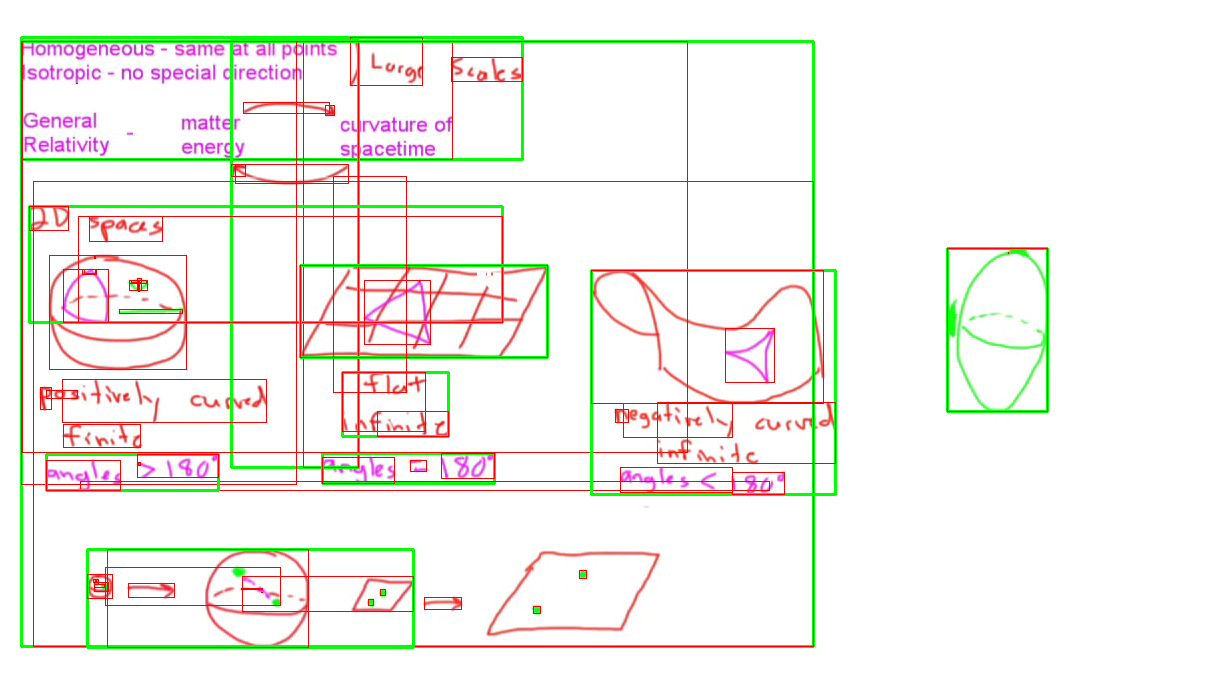 Homogeneous - same at all points
Isotropic - no special direction
Large Scales
General Relativity - matter energy curvature of spacetime
2D spaces
positively curved
finite
angles > 180°
flat
infinite
angles = 180°
negatively curved
infinite
angles < 180°